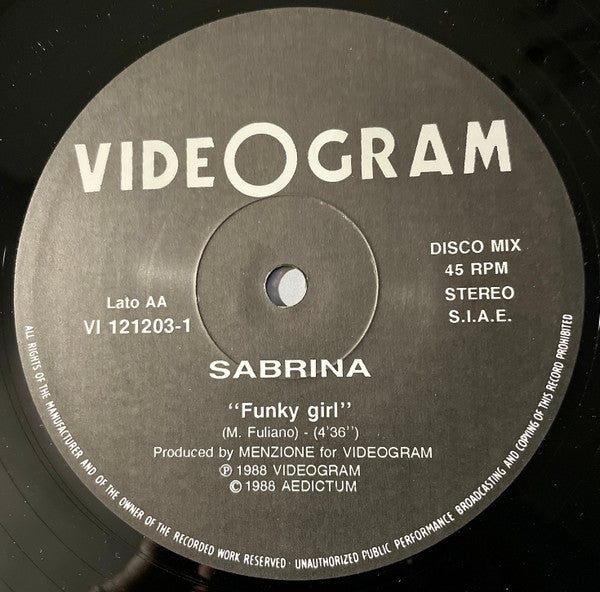 VIDEOGRAM
DISCO MIX
45 RPM
STEREO
S.I.A.E.
Lato AA
VI 121203-1
SABRINA
"Funky girl"
(M. Fuliano) - (4'36")
Produced by MENZIONE for VIDEOGRAM
℗ 1988 VIDEOGRAM
© 1988 AEDICTUM
ALL RIGHTS OF THE MANUFACTURER AND OF THE OWNER OF THE RECORDED WORK RESERVED · UNAUTHORIZED PUBLIC PERFORMANCE BROADCASTING AND COPYING OF THIS RECORD PROHIBITED